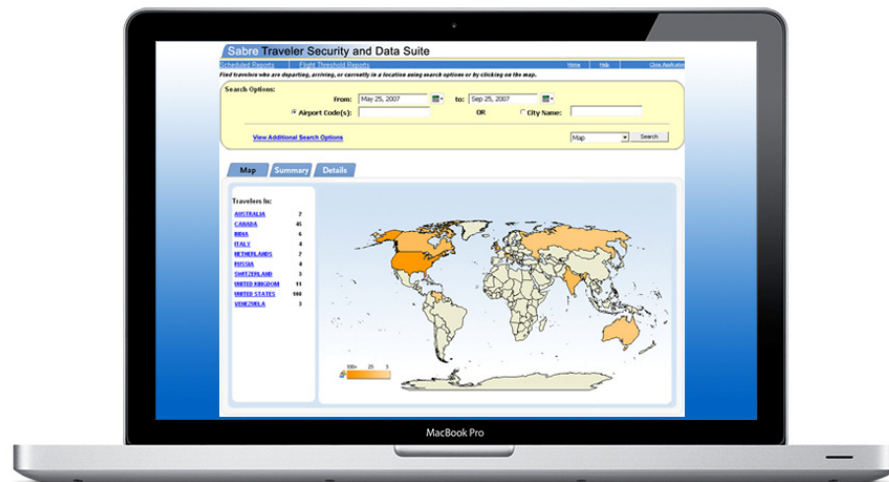 Sabre Traveler Security and Data Suite
Scheduled Reports Flight Threshold Reports Home Help Close Application
Find travelers who are departing, arriving, or currently in a location using search options or by clicking on the map.
Search Options:
From: May 25, 2007 to: Sep 25, 2007
Airport Code(s): OR City Name:
View Additional Search Options Map Search
Map Summary Details
Travelers In:
AUSTRALIA 2
CANADA 45
INDIA 6
ITALY 4
NETHERLANDS 2
RUSSIA 4
SWITZERLAND 3
UNITED KINGDOM 11
UNITED STATES
VENEZUELA 3
100+ 25 1
MacBook Pro